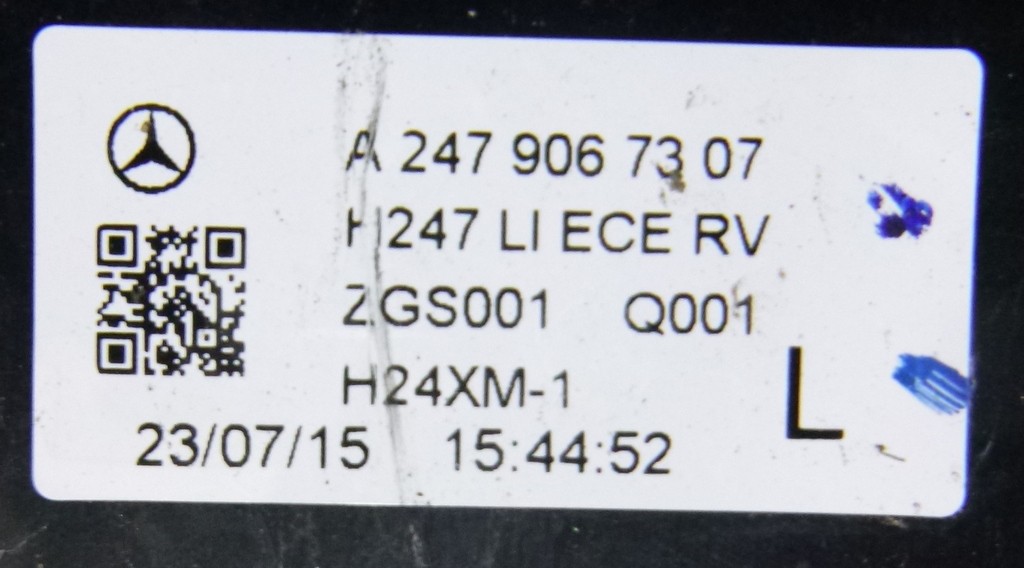 A 247 906 73 07
H247 LI ECE RV
ZGS001 Q001
H24XM-1
L
23/07/15 15:44:52